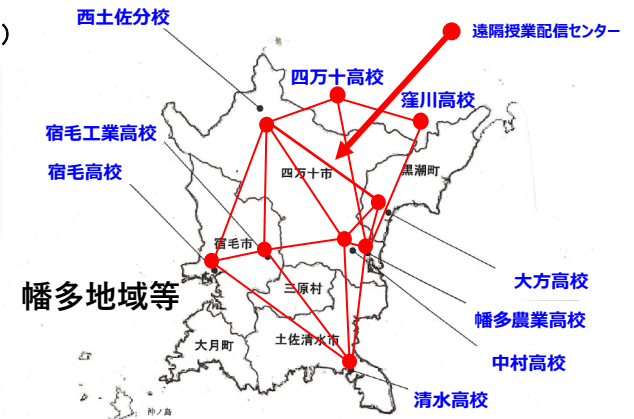 ）
西土佐分校
遠隔授業配信センター
四万十高校
窪川高校
宿毛工業高校
宿毛高校
四万十市
黒潮町
宿毛市
大方高校
幡多地域等
三原村
幡多農業高校
大月町
土佐清水市
中村高校
清水高校
沖ノ島